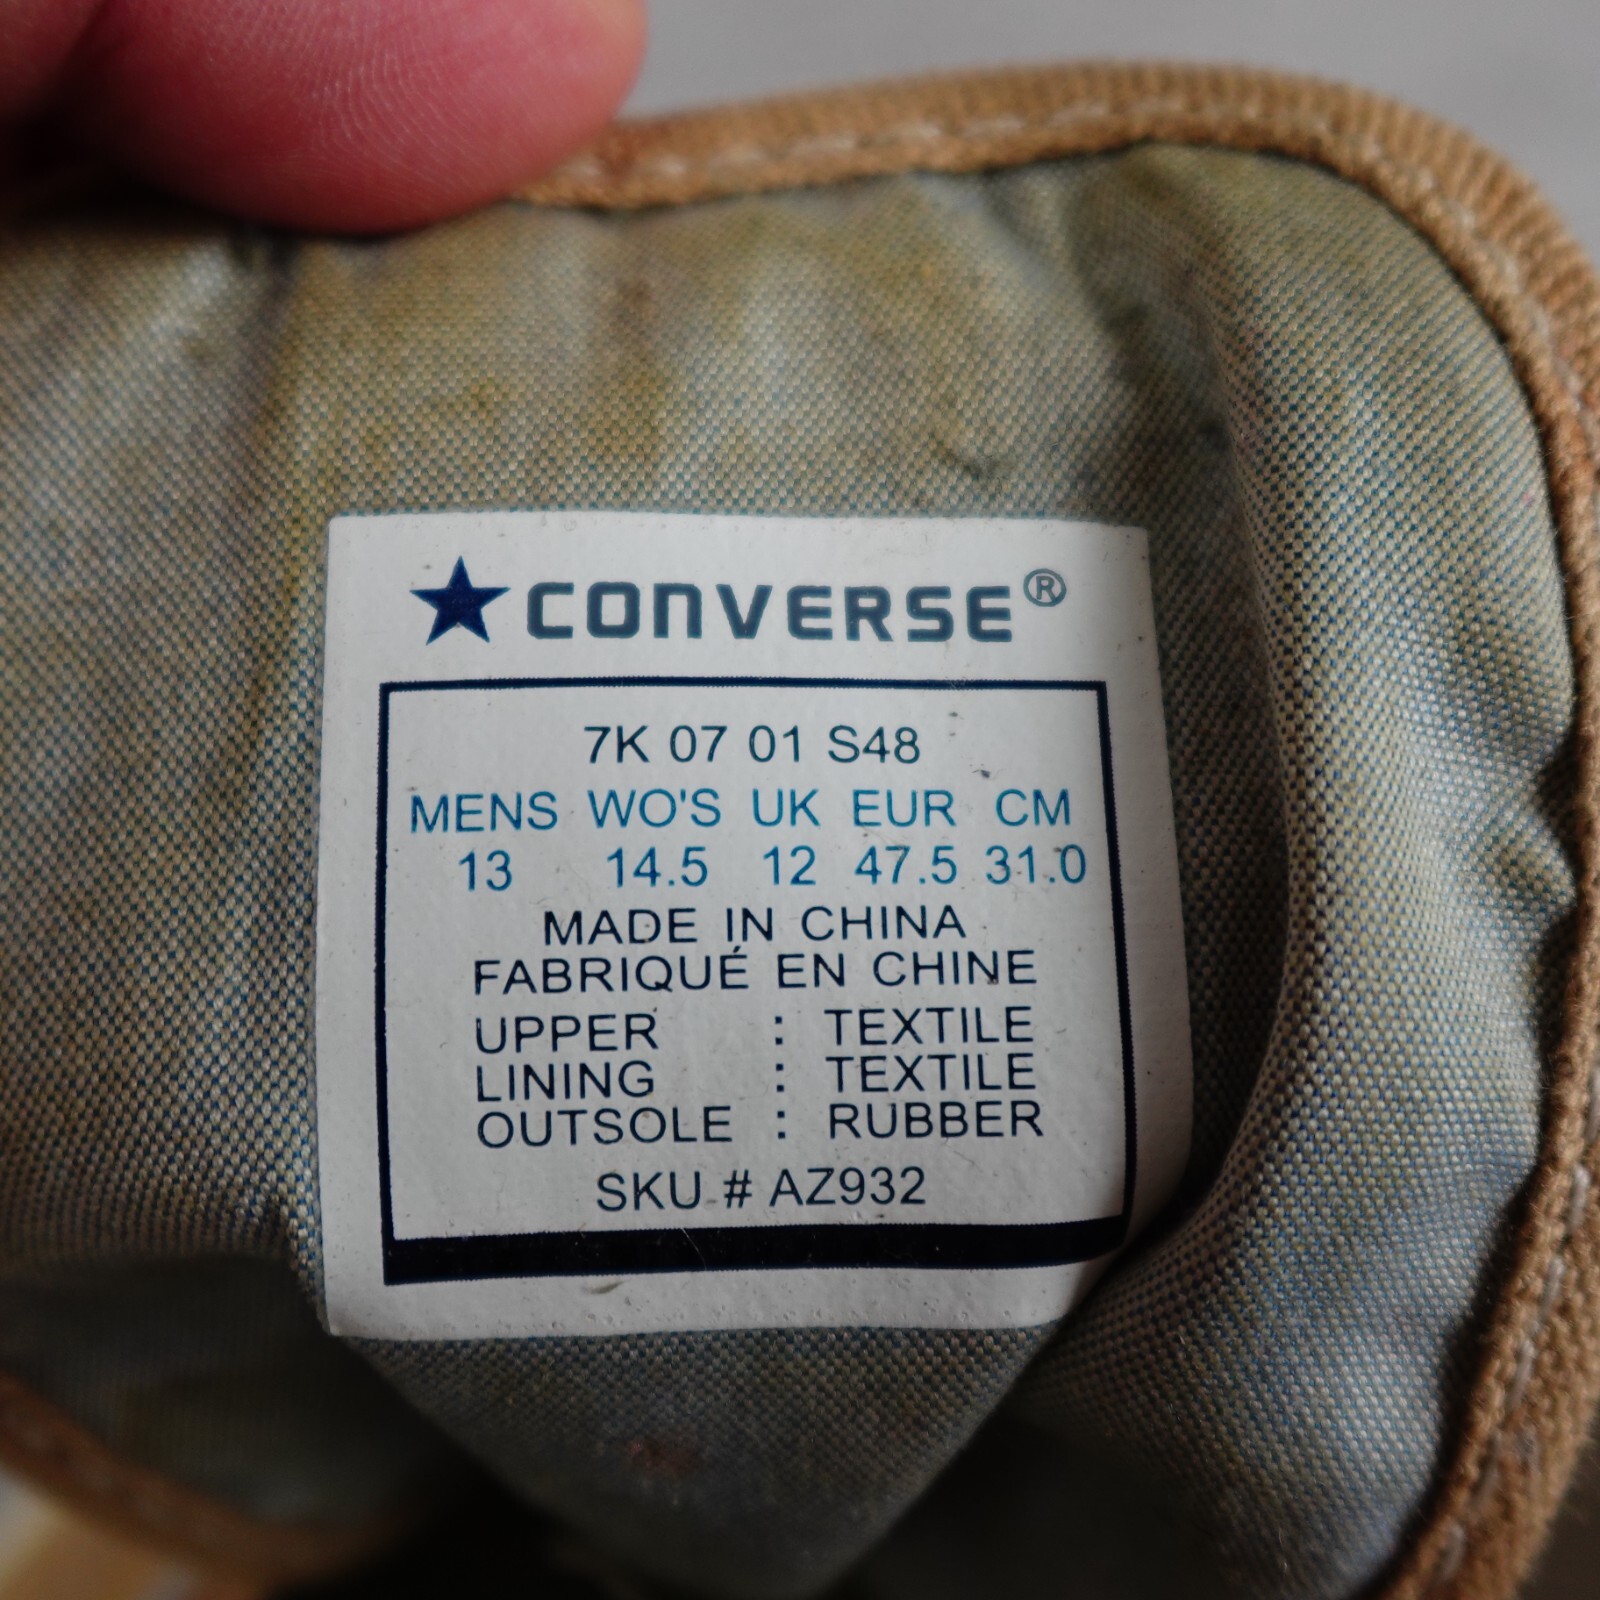 CONVERSE®
7K 07 01 S48
MENS WO'S UK EUR CM
13 14.5 12 47.5 31.0
MADE IN CHINA
FABRIQUÉ EN CHINE
UPPER : TEXTILE
LINING : TEXTILE
OUTSOLE : RUBBER
SKU # AZ932